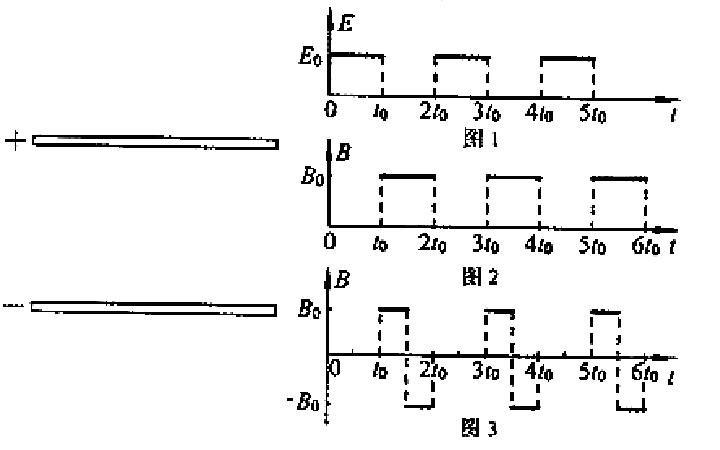 E
E₀
0 t₀ 2t₀ 3t₀ 4t₀ 5t₀ t
图1
+
B
B₀
0 t₀ 2t₀ 3t₀ 4t₀ 5t₀ 6t₀ t
图2
−
B
B₀
0 t₀ 2t₀ 3t₀ 4t₀ 5t₀ 6t₀ t
-B₀
图3